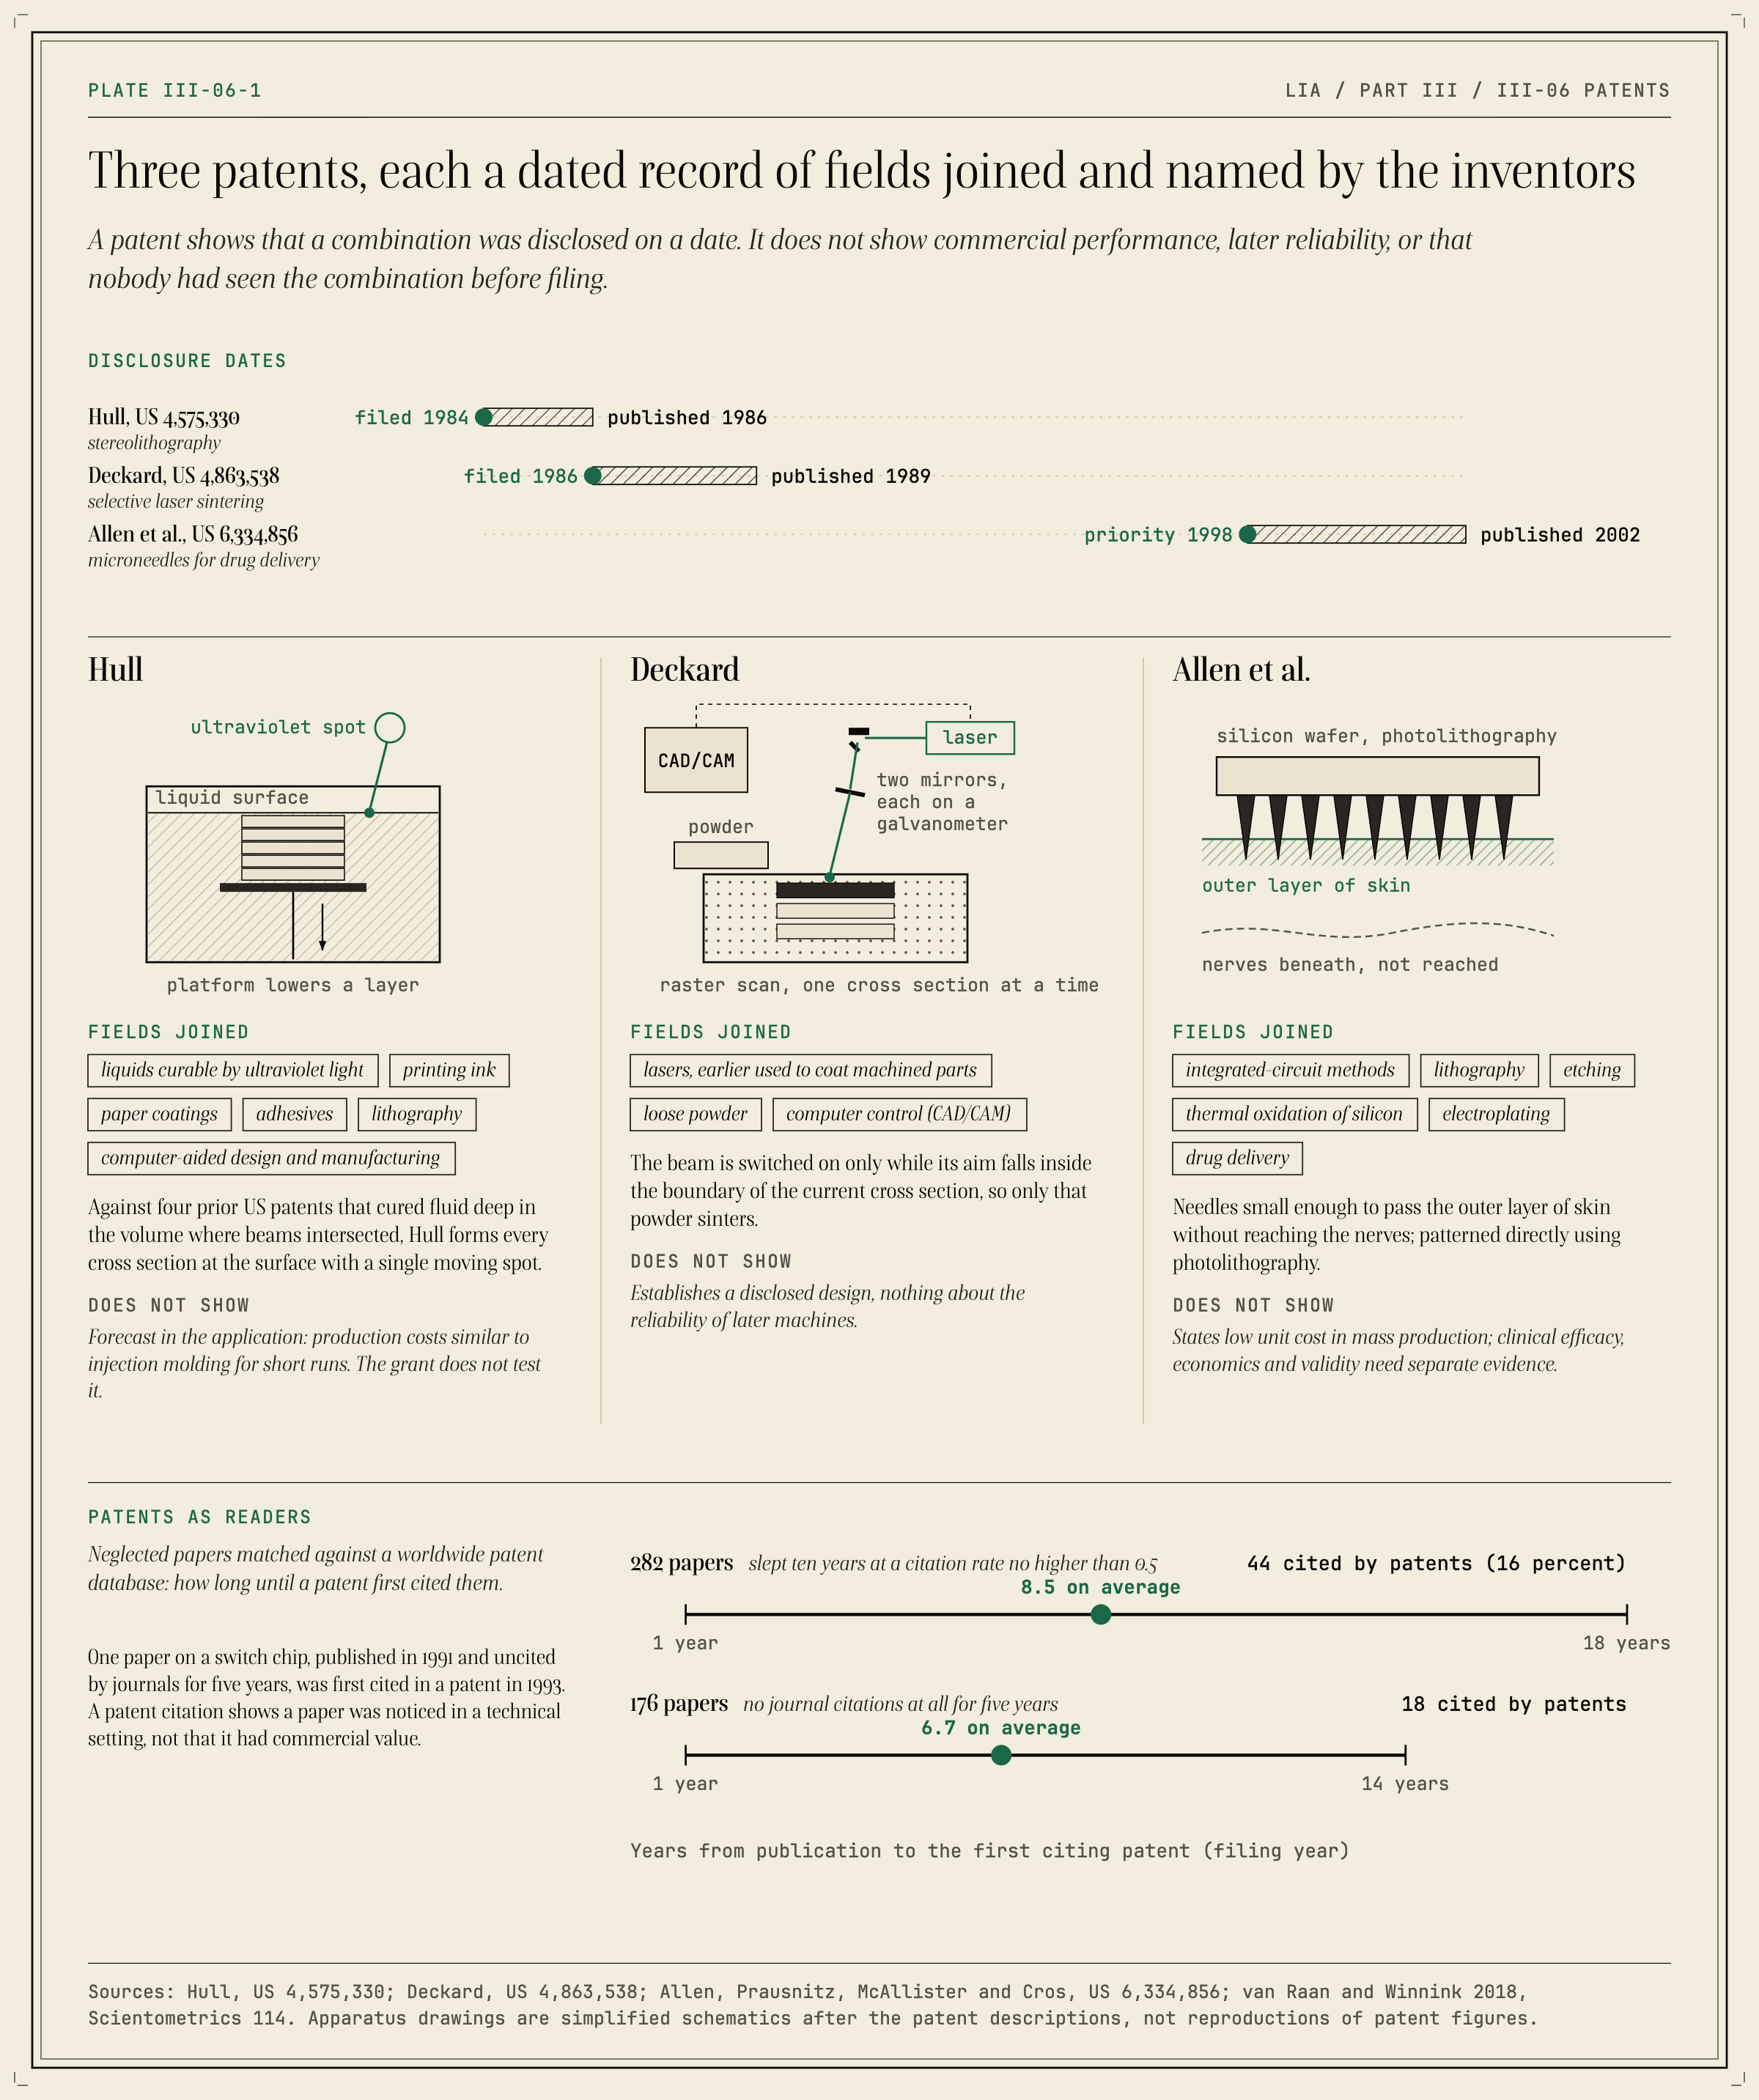 PLATE III-06-1
LIA / PART III / III-06 PATENTS
Three patents, each a dated record of fields joined and named by the inventors
A patent shows that a combination was disclosed on a date. It does not show commercial performance, later reliability, or that
nobody had seen the combination before filing.
DISCLOSURE DATES
Hull, US 4,575,330
stereolithography
filed 1984
published 1986
Deckard, US 4,863,538
selective laser sintering
filed 1986
published 1989
Allen et al., US 6,334,856
microneedles for drug delivery
priority 1998
published 2002
Hull
ultraviolet spot
liquid surface
platform lowers a layer
FIELDS JOINED
liquids curable by ultraviolet light
printing ink
paper coatings
adhesives
lithography
computer-aided design and manufacturing
Against four prior US patents that cured fluid deep in
the volume where beams intersected, Hull forms every
cross section at the surface with a single moving spot.
DOES NOT SHOW
Forecast in the application: production costs similar to
injection molding for short runs. The grant does not test
it.
Deckard
CAD/CAM
laser
two mirrors,
each on a
galvanometer
powder
raster scan, one cross section at a time
FIELDS JOINED
lasers, earlier used to coat machined parts
loose powder
computer control (CAD/CAM)
The beam is switched on only while its aim falls inside
the boundary of the current cross section, so only that
powder sinters.
DOES NOT SHOW
Establishes a disclosed design, nothing about the
reliability of later machines.
Allen et al.
silicon wafer, photolithography
outer layer of skin
nerves beneath, not reached
FIELDS JOINED
integrated-circuit methods
lithography
etching
thermal oxidation of silicon
electroplating
drug delivery
Needles small enough to pass the outer layer of skin
without reaching the nerves; patterned directly using
photolithography.
DOES NOT SHOW
States low unit cost in mass production; clinical efficacy,
economics and validity need separate evidence.
PATENTS AS READERS
Neglected papers matched against a worldwide patent
database: how long until a patent first cited them.
One paper on a switch chip, published in 1991 and uncited
by journals for five years, was first cited in a patent in 1993.
A patent citation shows a paper was noticed in a technical
setting, not that it had commercial value.
282 papers slept ten years at a citation rate no higher than 0.5
44 cited by patents (16 percent)
8.5 on average
1 year
18 years
176 papers no journal citations at all for five years
18 cited by patents
6.7 on average
1 year
14 years
Years from publication to the first citing patent (filing year)
Sources: Hull, US 4,575,330; Deckard, US 4,863,538; Allen, Prausnitz, McAllister and Cros, US 6,334,856; van Raan and Winnink 2018,
Scientometrics 114. Apparatus drawings are simplified schematics after the patent descriptions, not reproductions of patent figures.